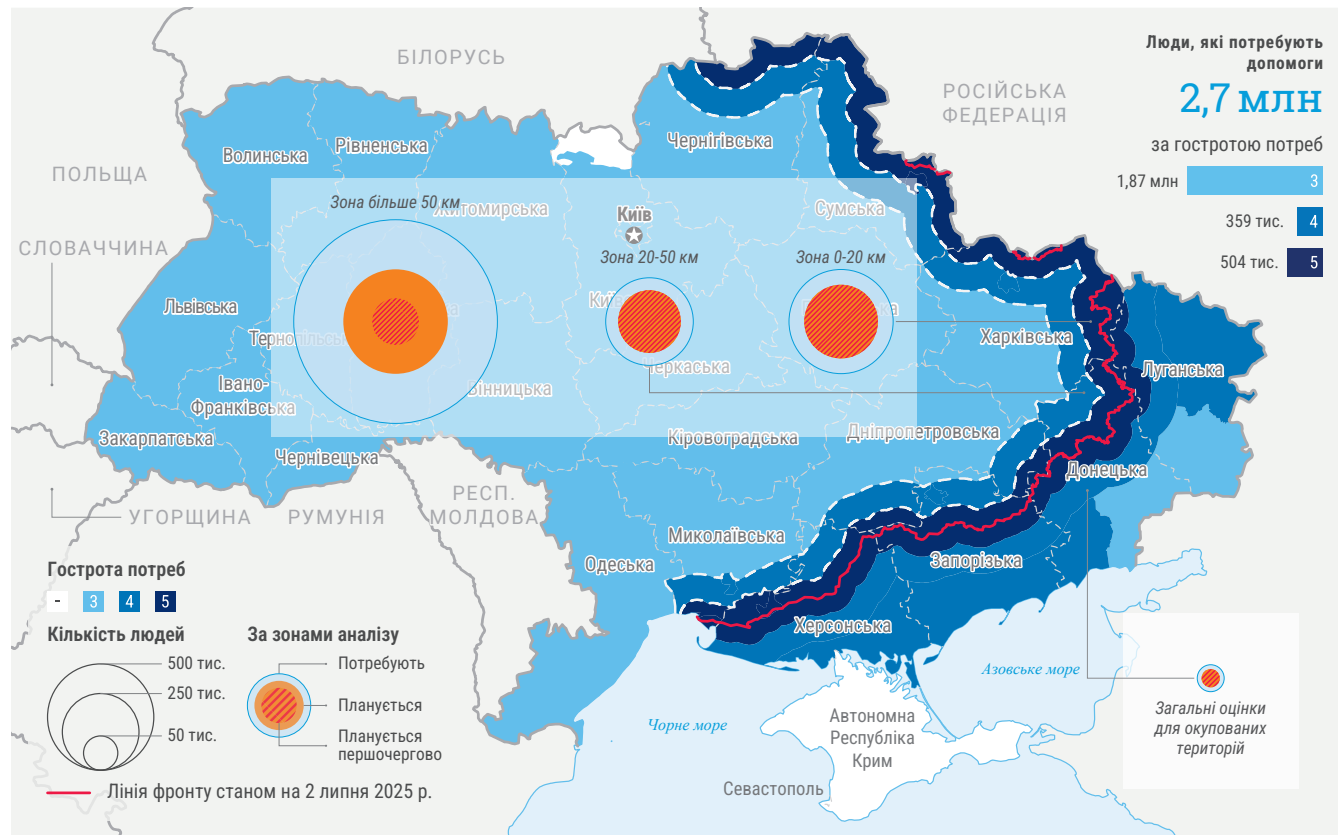 БІЛОРУСЬ
РОСІЙСЬКА
ФЕДЕРАЦІЯ
ПОЛЬЩА
СЛОВАЧЧИНА
УГОРЩИНА
РУМУНІЯ
РЕСП.
МОЛДОВА
Люди, які потребують
допомоги
2,7 млн
за гостротою потреб
1,87 млн 3
359 тис. 4
504 тис. 5
Волинська
Рівненська
Житомирська
Київ
Чернігівська
Сумська
Зона більше 50 км
Зона 20-50 км
Зона 0-20 км
Львівська
Тернопільська
Черкаська
Харківська
Луганська
Івано-
Франківська
Вінницька
Закарпатська
Чернівецька
Кіровоградська
Дніпропетровська
Донецька
Миколаївська
Одеська
Запорізька
Херсонська
Азовське море
Чорне море
Автономна
Республіка
Крим
Севастополь
Загальні оцінки
для окупованих
територій
Гострота потреб
- 3 4 5
Кількість людей
500 тис.
250 тис.
50 тис.
За зонами аналізу
Потребують
Планується
Планується
першочергово
Лінія фронту станом на 2 липня 2025 р.